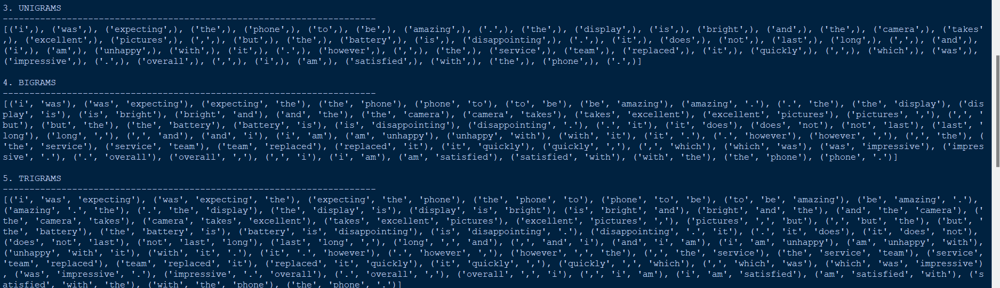 3. UNIGRAMS
----------------------------------------------------------------------
[('i',), ('was',), ('expecting',), ('the',), ('phone',), ('to',), ('be',), ('amazing',), ('.',), ('the',), ('display',), ('is',), ('bright',), ('and',), ('the',), ('camera',), ('takes'
,), ('excellent',), ('pictures',), (',',), ('but',), ('the',), ('battery',), ('is',), ('disappointing',), ('.',), ('it',), ('does',), ('not',), ('last',), ('long',), (',',), ('and',),
('i',), ('am',), ('unhappy',), ('with',), ('it',), ('.',), ('however',), (',',), ('the',), ('service',), ('team',), ('replaced',), ('it',), ('quickly',), (',',), ('which',), ('was',),
('impressive',), ('.',), ('overall',), (',',), ('i',), ('am',), ('satisfied',), ('with',), ('the',), ('phone',), ('.',)]
4. BIGRAMS
----------------------------------------------------------------------
[('i', 'was'), ('was', 'expecting'), ('expecting', 'the'), ('the', 'phone'), ('phone', 'to'), ('to', 'be'), ('be', 'amazing'), ('amazing', '.'), ('.', 'the'), ('the', 'display'), ('dis
play', 'is'), ('is', 'bright'), ('bright', 'and'), ('and', 'the'), ('the', 'camera'), ('camera', 'takes'), ('takes', 'excellent'), ('excellent', 'pictures'), ('pictures', ','), (',', '
but'), ('but', 'the'), ('the', 'battery'), ('battery', 'is'), ('is', 'disappointing'), ('disappointing', '.'), ('.', 'it'), ('it', 'does'), ('does', 'not'), ('not', 'last'), ('last', '
long'), ('long', ','), (',', 'and'), ('and', 'i'), ('i', 'am'), ('am', 'unhappy'), ('unhappy', 'with'), ('with', 'it'), ('it', '.'), ('.', 'however'), ('however', ','), (',', 'the'), (
'the', 'service'), ('service', 'team'), ('team', 'replaced'), ('replaced', 'it'), ('it', 'quickly'), ('quickly', ','), (',', 'which'), ('which', 'was'), ('was', 'impressive'), ('impres
sive', '.'), ('.', 'overall'), ('overall', ','), (',', 'i'), ('i', 'am'), ('am', 'satisfied'), ('satisfied', 'with'), ('with', 'the'), ('the', 'phone'), ('phone', '.')]
5. TRIGRAMS
----------------------------------------------------------------------
[('i', 'was', 'expecting'), ('was', 'expecting', 'the'), ('expecting', 'the', 'phone'), ('the', 'phone', 'to'), ('phone', 'to', 'be'), ('to', 'be', 'amazing'), ('be', 'amazing', '.'),
('amazing', '.', 'the'), ('.', 'the', 'display'), ('the', 'display', 'is'), ('display', 'is', 'bright'), ('is', 'bright', 'and'), ('bright', 'and', 'the'), ('and', 'the', 'camera'), ('
the', 'camera', 'takes'), ('camera', 'takes', 'excellent'), ('takes', 'excellent', 'pictures'), ('excellent', 'pictures', ','), ('pictures', ',', 'but'), (',', 'but', 'the'), ('but', '
the', 'battery'), ('the', 'battery', 'is'), ('battery', 'is', 'disappointing'), ('is', 'disappointing', '.'), ('disappointing', '.', 'it'), ('.', 'it', 'does'), ('it', 'does', 'not'),
('does', 'not', 'last'), ('not', 'last', 'long'), ('last', 'long', ','), ('long', ',', 'and'), (',', 'and', 'i'), ('and', 'i', 'am'), ('i', 'am', 'unhappy'), ('am', 'unhappy', 'with'),
('unhappy', 'with', 'it'), ('with', 'it', '.'), ('it', '.', 'however'), ('.', 'however', ','), ('however', ',', 'the'), (',', 'the', 'service'), ('the', 'service', 'team'), ('service',
'team', 'replaced'), ('team', 'replaced', 'it'), ('replaced', 'it', 'quickly'), ('it', 'quickly', ','), ('quickly', ',', 'which'), (',', 'which', 'was'), ('which', 'was', 'impressive')
, ('was', 'impressive', '.'), ('impressive', '.', 'overall'), ('.', 'overall', ','), ('overall', ',', 'i'), (',', 'i', 'am'), ('i', 'am', 'satisfied'), ('am', 'satisfied', 'with'), ('s
atisfied', 'with', 'the'), ('with', 'the', 'phone'), ('the', 'phone', '.')]